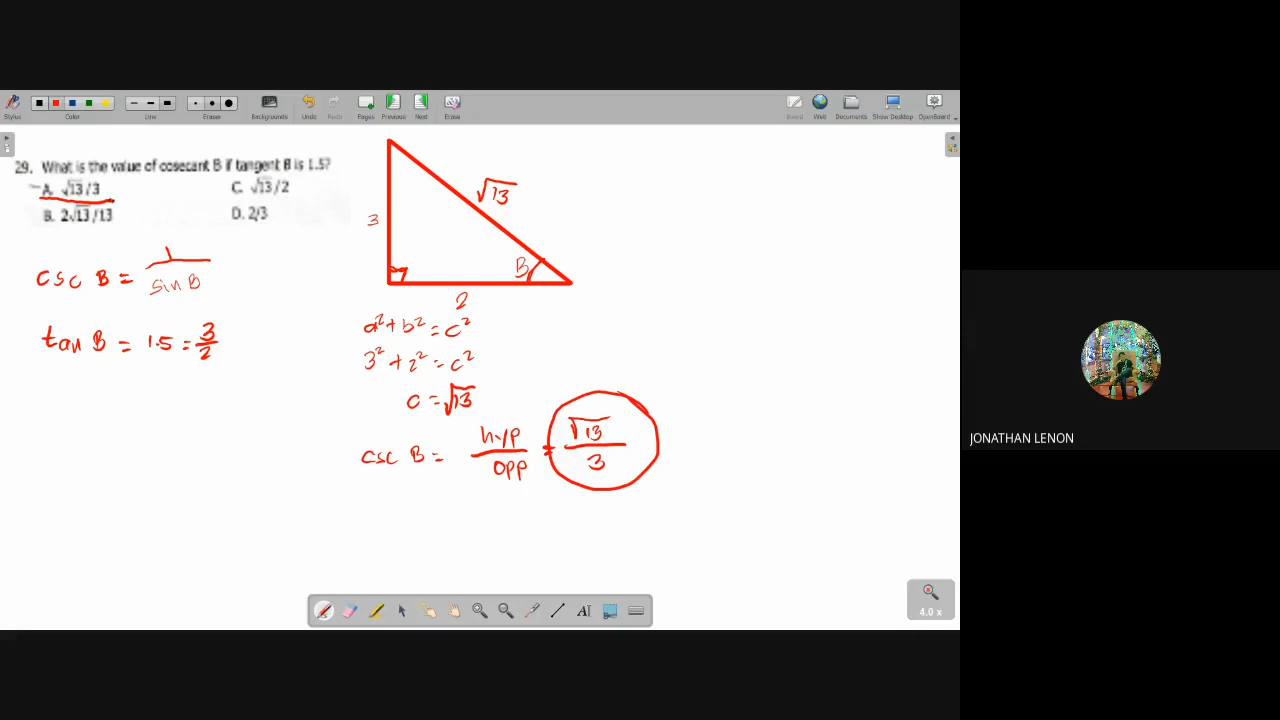 Stylus
Color
Line
Eraser
Backgrounds
Undo
Redo
Pages
Previous
Next
Erase
Board
Web
Documents
Show Desktop
OpenBoard
29. What is the value of cosecant B if tangent B is 1.5?
A. √13/3
C. √13/2
B. 2√13/13
D. 2/3
csc B = 1/sin B
tan B = 1.5 = 3/2
3
√13
B
2
a² + b² = c²
3² + 2² = c²
c = √13
csc B = hyp/opp = √13/3
4.0 x
JONATHAN LENON